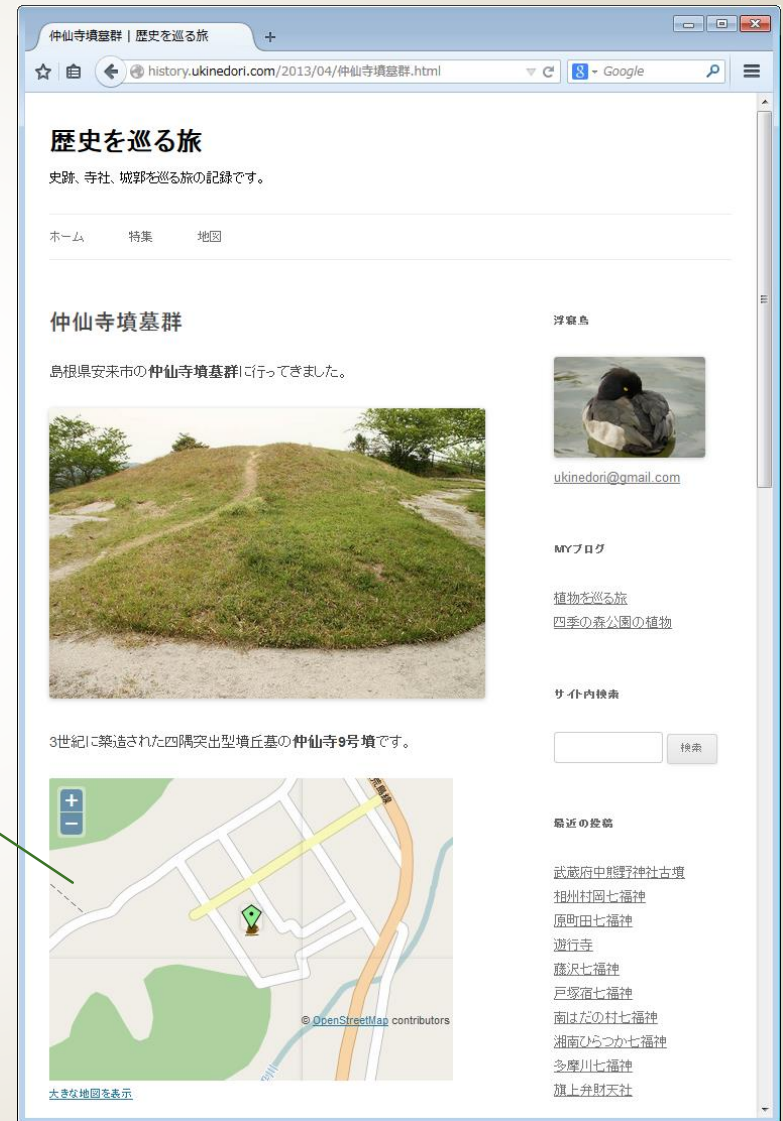 仲仙寺墳墓群 | 歴史を巡る旅
history.ukinedori.com/2013/04/仲仙寺墳墓群.html
8 Google
歴史を巡る旅
史跡、寺社、城郭を巡る旅の記録です。
ホーム 特集 地図
仲仙寺墳墓群
島根県安来市の仲仙寺墳墓群に行ってきました。
3世紀に築造された四隅突出型墳丘墓の仲仙寺9号墳です。
荒島線
© OpenStreetMap contributors
大きな地図を表示
浮寝鳥
ukinedori@gmail.com
MYブログ
植物を巡る旅
四季の森公園の植物
サイト内検索
検索
最近の投稿
武蔵府中熊野神社古墳
相州村岡七福神
原町田七福神
遊行寺
藤沢七福神
戸塚宿七福神
南はだの村七福神
湘南ひらつか七福神
多摩川七福神
旗上弁財天社